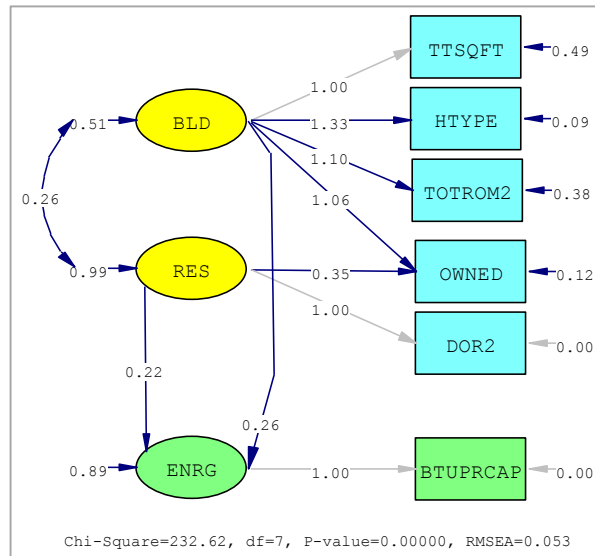 TTSQFT
0.49
1.00
0.51
BLD
1.33
HTYPE
0.09
1.10
0.26
1.06
TOTROM2
0.38
0.99
RES
0.35
OWNED
0.12
1.00
DOR2
0.00
0.22
0.26
0.89
ENRG
1.00
BTUPRCAP
0.00
Chi-Square=232.62, df=7, P-value=0.00000, RMSEA=0.053